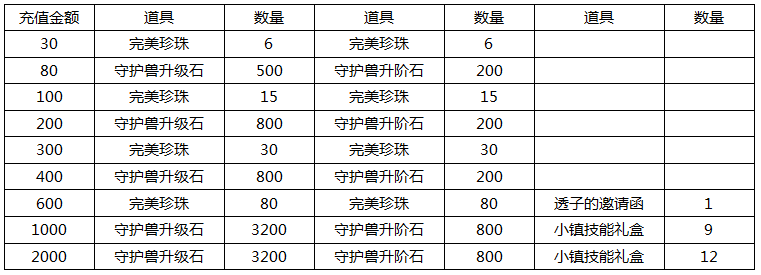 充值金额 道具 数量 道具 数量 道具 数量
30 完美珍珠 6 完美珍珠 6
80 守护兽升级石 500 守护兽升阶石 200
100 完美珍珠 15 完美珍珠 15
200 守护兽升级石 800 守护兽升阶石 200
300 完美珍珠 30 完美珍珠 30
400 守护兽升级石 800 守护兽升阶石 200
600 完美珍珠 80 完美珍珠 80 透子的邀请函 1
1000 守护兽升级石 3200 守护兽升阶石 800 小镇技能礼盒 9
2000 守护兽升级石 3200 守护兽升阶石 800 小镇技能礼盒 12